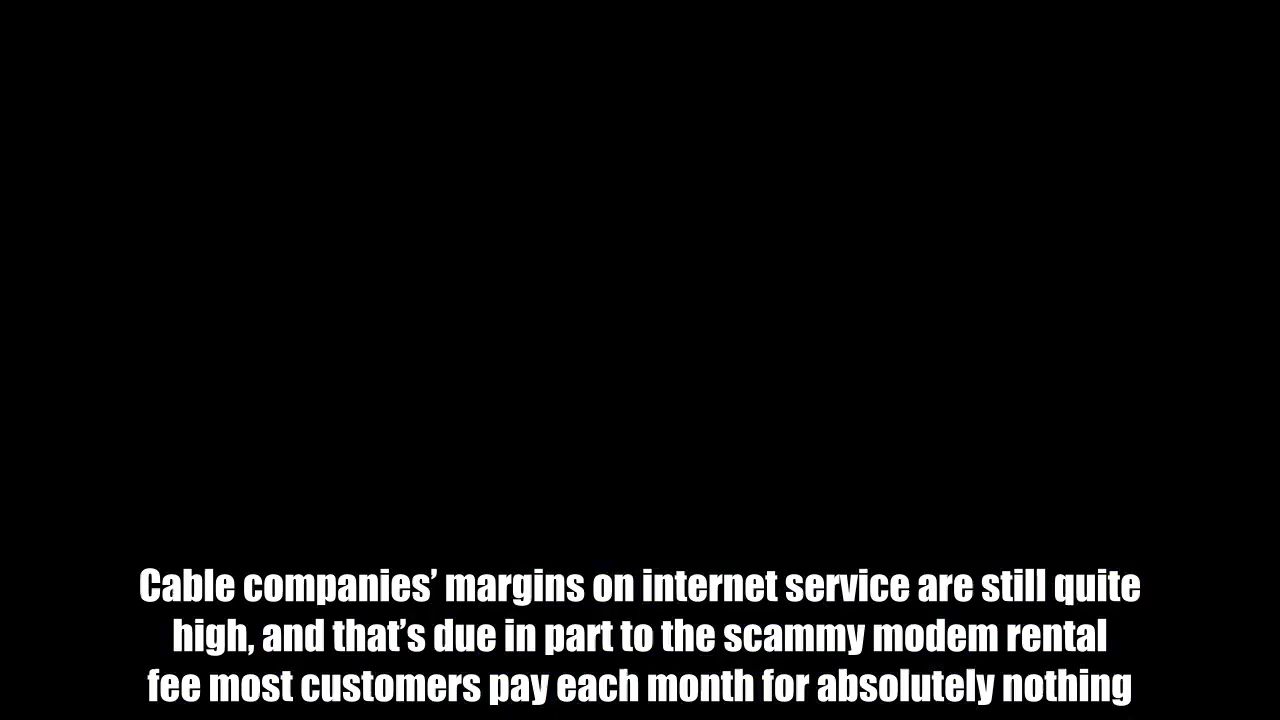 Cable companies’ margins on internet service are still quite
high, and that’s due in part to the scammy modem rental
fee most customers pay each month for absolutely nothing